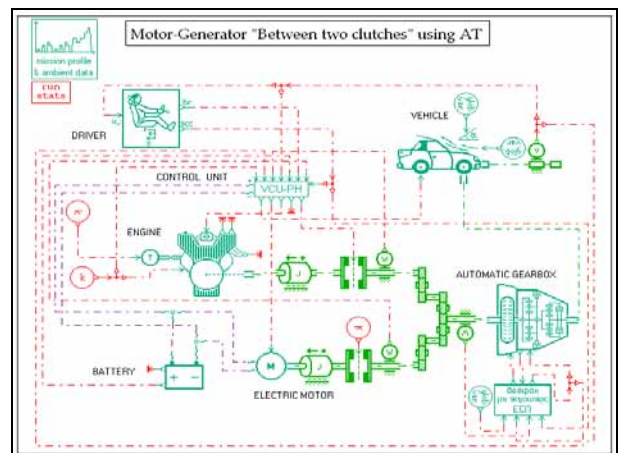 Motor-Generator "Between two clutches" using AT
mission profile
& ambient data
run
stats
DRIVER
VEHICLE
CONTROL UNIT
VCU-PH
ENGINE
T
k
J
ω
AUTOMATIC GEARBOX
BATTERY
M
J
ω
ELECTRIC MOTOR